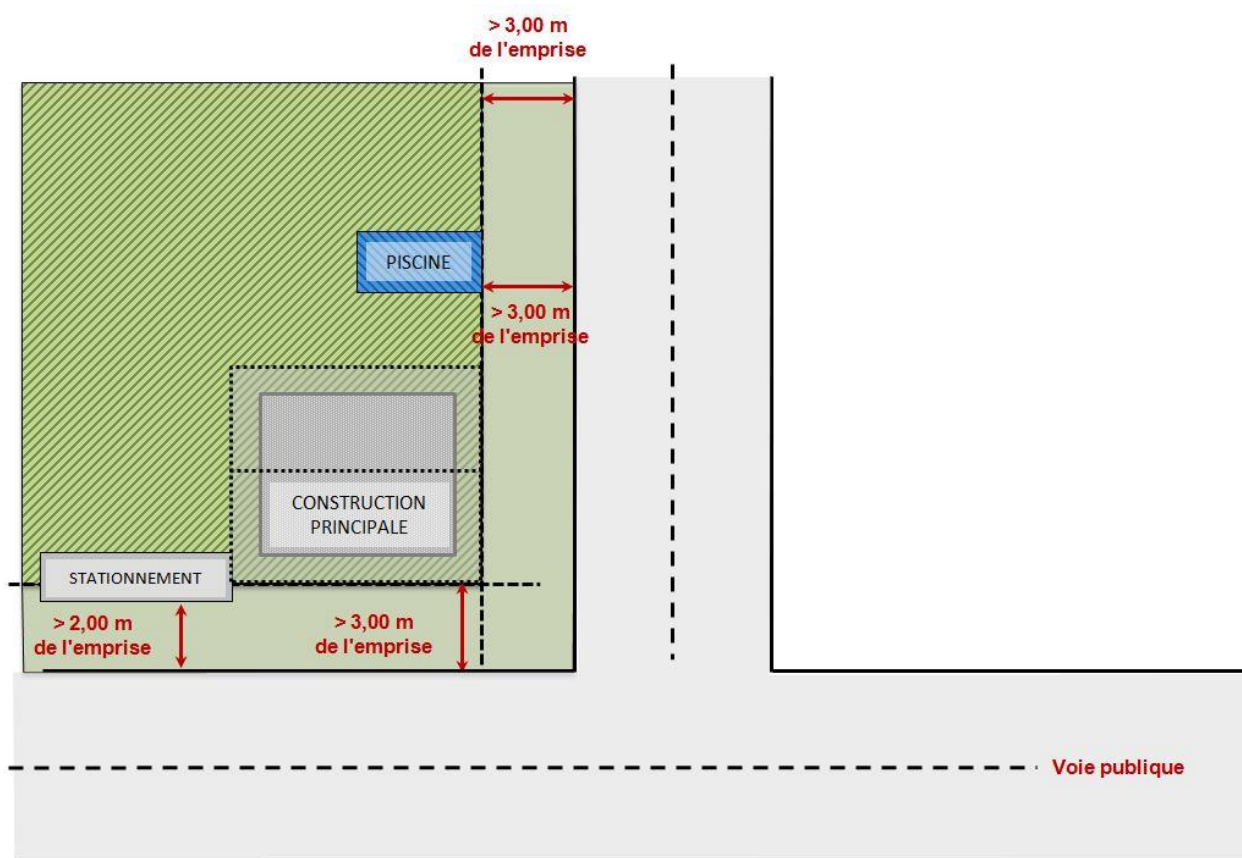 > 3,00 m
de l'emprise
PISCINE
> 3,00 m
de l'emprise
CONSTRUCTION
PRINCIPALE
STATIONNEMENT
> 2,00 m
de l'emprise
> 3,00 m
de l'emprise
Voie publique